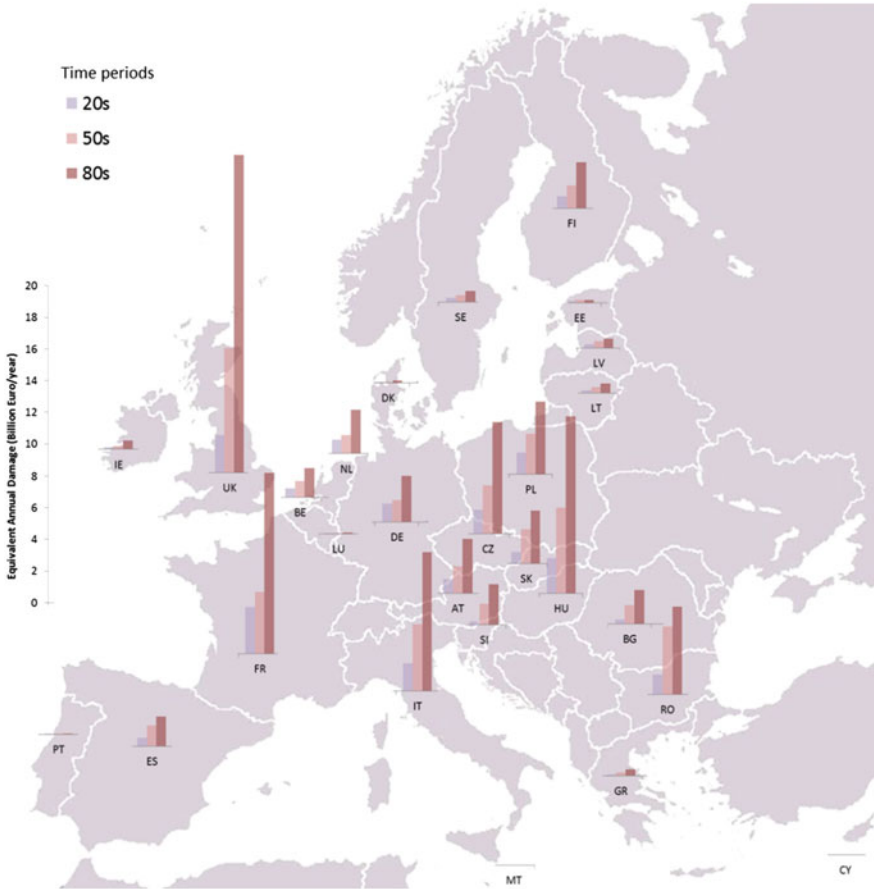 Time periods
20s
50s
80s
Equivalent Annual Damage (Billion Euro/year)
20
18
16
14
12
10
8
6
4
2
0
FI
SE
EE
LV
DK
LT
IE
NL
UK
PL
BE
DE
LU
CZ
SK
AT
HU
SI
BG
FR
IT
RO
PT
ES
GR
MT
CY